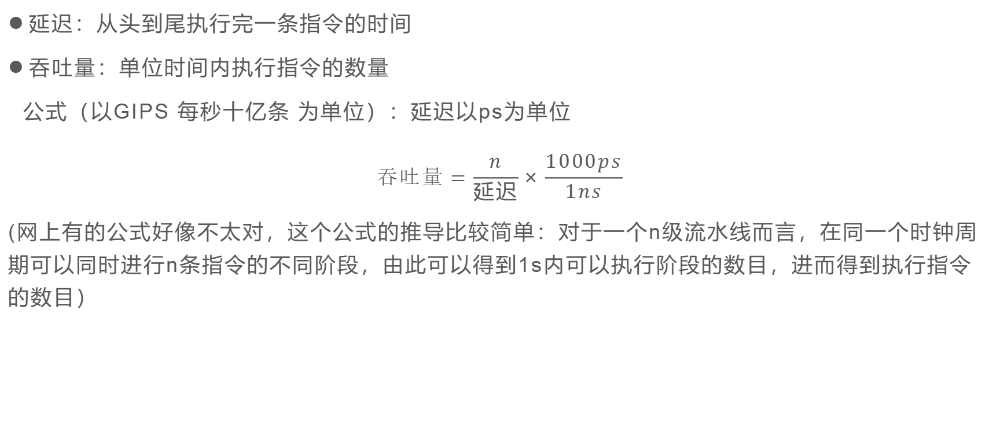 ● 延迟：从头到尾执行完一条指令的时间
● 吞吐量：单位时间内执行指令的数量
公式（以GIPS 每秒十亿条 为单位）：延迟以ps为单位
吞吐量 = n/延迟 × 1000ps/1ns
(网上有的公式好像不太对，这个公式的推导比较简单：对于一个n级流水线而言，在同一个时钟周
期可以同时进行n条指令的不同阶段，由此可以得到1s内可以执行阶段的数目，进而得到执行指令
的数目）